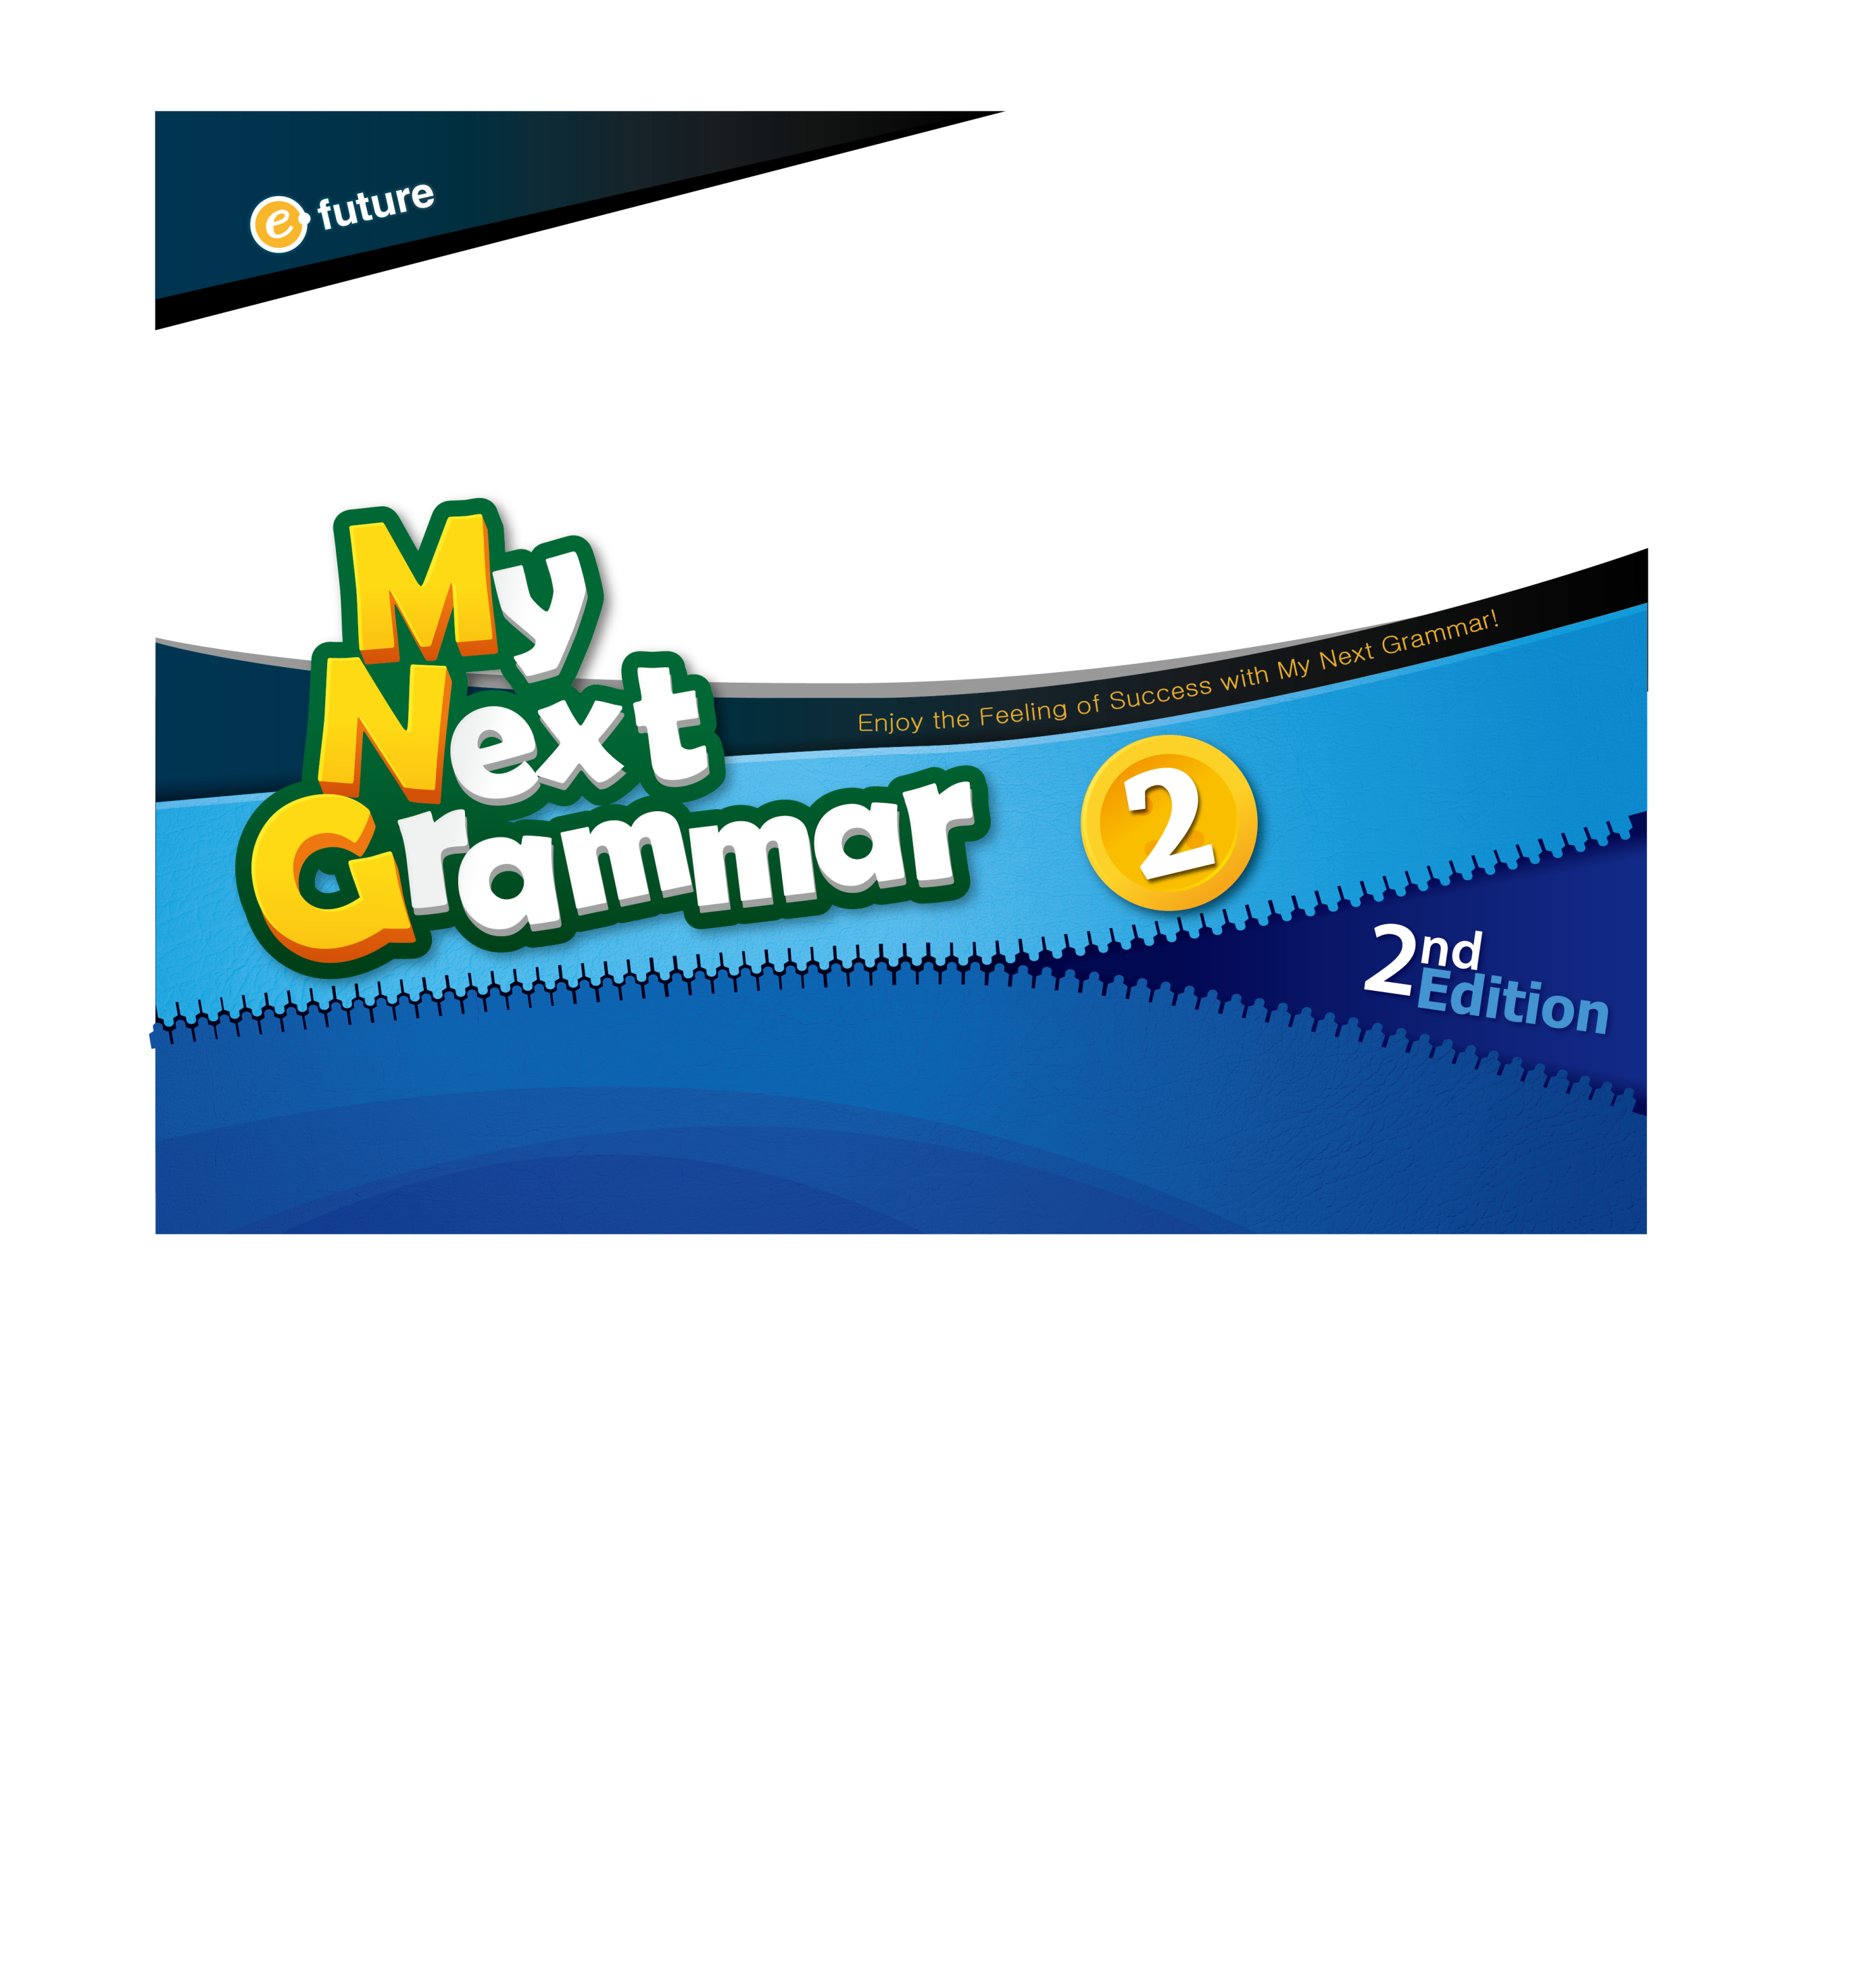 e future
My
Next
Grammar
Enjoy the Feeling of Success with My Next Grammar!
2
2nd
Edition